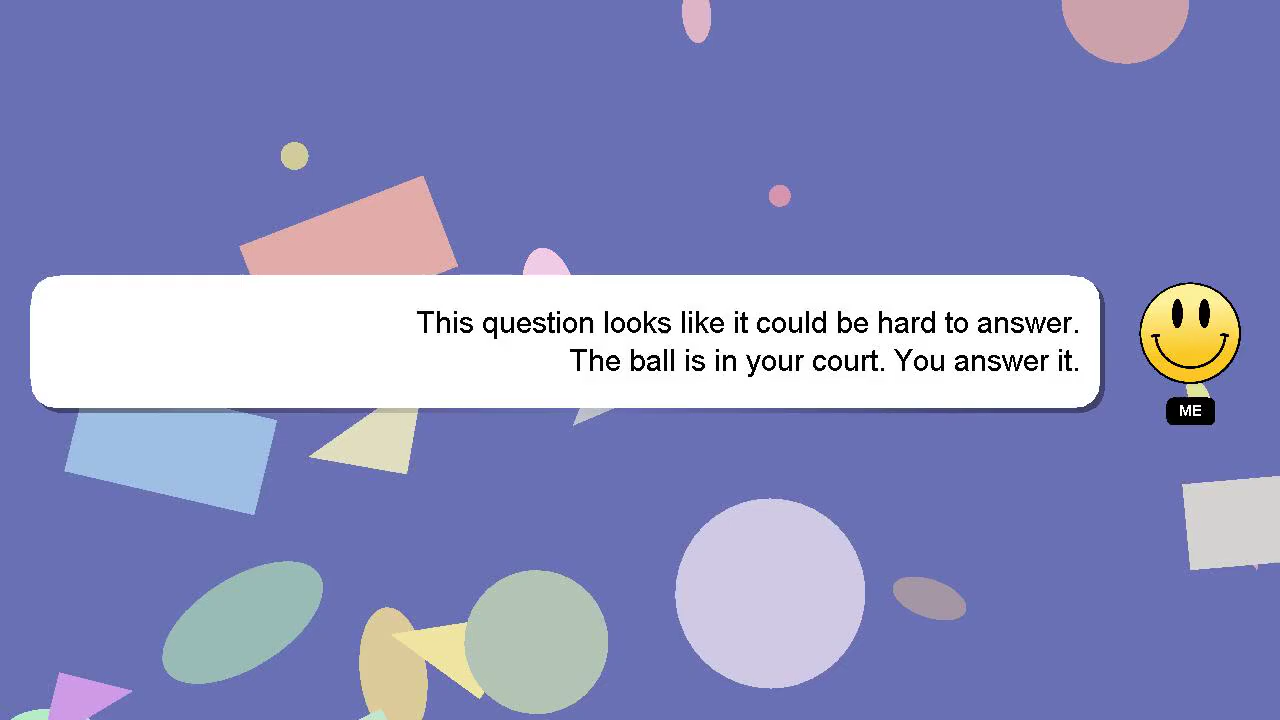 This question looks like it could be hard to answer.
The ball is in your court. You answer it.
ME